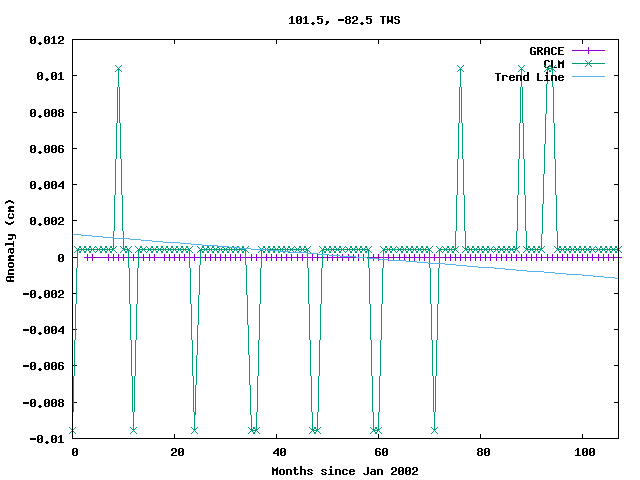 101.5, -82.5 TWS
0.012
0.01
0.008
0.006
0.004
0.002
0
-0.002
-0.004
-0.006
-0.008
-0.01
Anomaly (cm)
GRACE
CLM
Trend Line
0 20 40 60 80 100
Months since Jan 2002